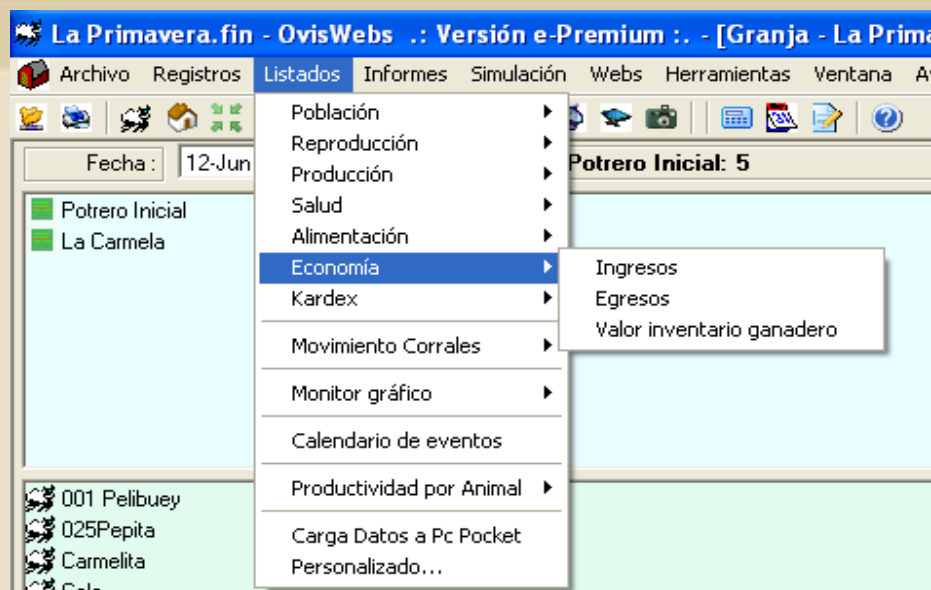 La Primavera.fin - OvisWebs .: Versión e-Premium :. - [Granja - La Prima
Archivo Registros Listados Informes Simulación Webs Herramientas Ventana
Fecha : 12-Jun
Potrero Inicial: 5
Potrero Inicial
La Carmela
Población
Reproducción
Producción
Salud
Alimentación
Economía
Kardex
Movimiento Corrales
Monitor gráfico
Calendario de eventos
Productividad por Animal
Carga Datos a Pc Pocket
Personalizado...
Ingresos
Egresos
Valor inventario ganadero
001 Pelibuey
025Pepita
Carmelita